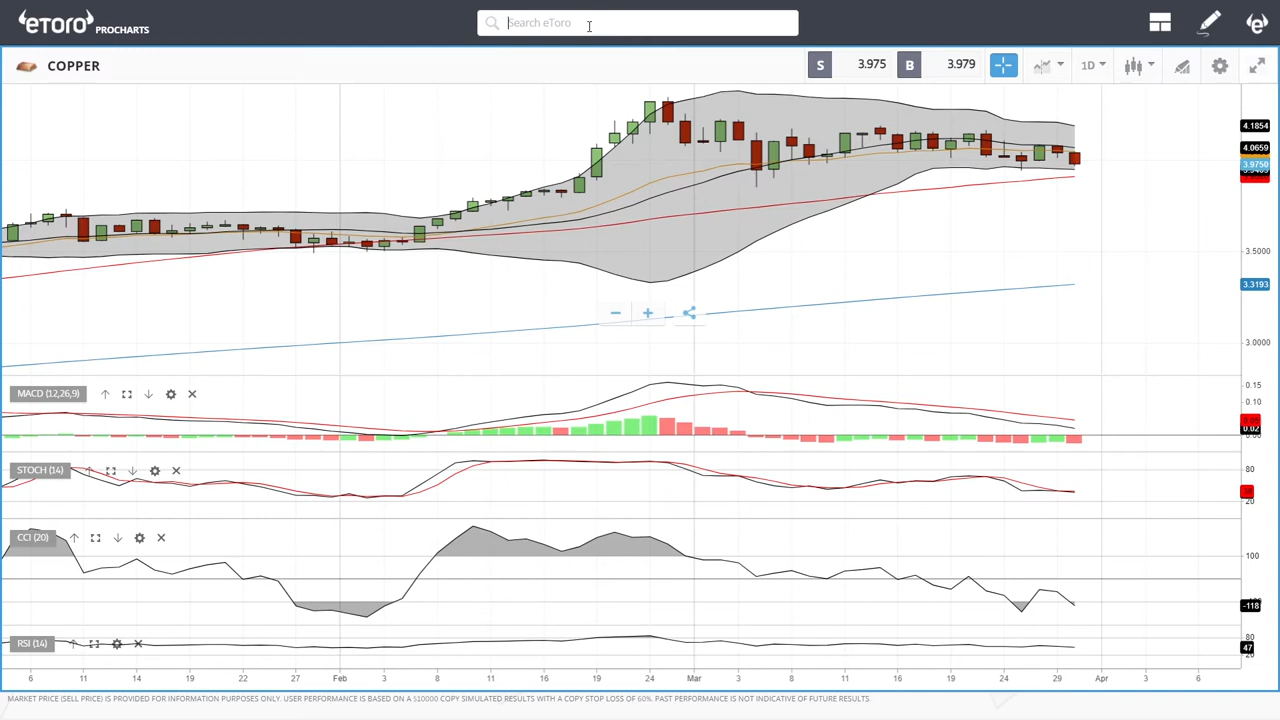 eToro PROCHARTS
Search eToro
COPPER
S 3.975 B 3.979
1D
4.1854
4.0659
3.9750
3.5000
3.3193
3.0000
MACD (12,26,9)
0.15
0.10
0.02
STOCH (14)
80
20
CCI (20)
100
-118
RSI (14)
80
47
20
6 11 14 19 22 27 Feb 3 8 11 16 19 24 Mar 3 8 11 16 19 24 29 Apr 3 6
MARKET PRICE (SELL PRICE) IS PROVIDED FOR INFORMATION PURPOSES ONLY. USER PERFORMANCE IS BASED ON A $10000 COPY SIMULATED RESULTS WITH A COPY STOP LOSS OF 60%. PAST PERFORMANCE IS NOT INDICATIVE OF FUTURE RESULTS.